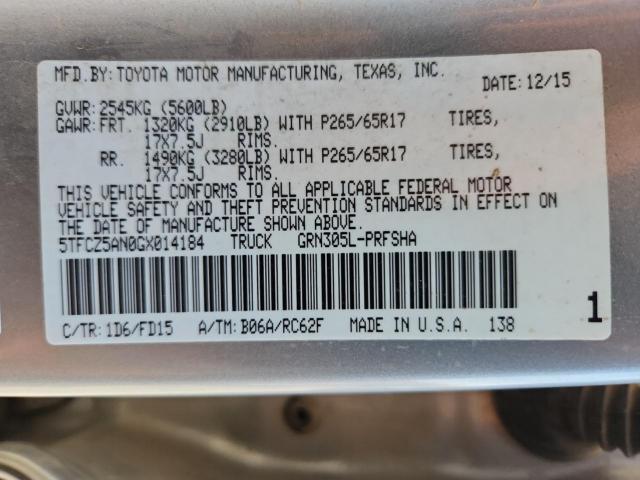 MFD.BY: TOYOTA MOTOR MANUFACTURING, TEXAS, INC.
DATE: 12/15
GVWR: 2545KG (5600LB)
GAWR: FRT. 1320KG (2910LB) WITH P265/65R17 TIRES,
17X7.5J RIMS.
RR. 1490KG (3280LB) WITH P265/65R17 TIRES,
17X7.5J RIMS.
THIS VEHICLE CONFORMS TO ALL APPLICABLE FEDERAL MOTOR
VEHICLE SAFETY AND THEFT PREVENTION STANDARDS IN EFFECT ON
THE DATE OF MANUFACTURE SHOWN ABOVE.
5TFCZ5AN0GX014184 TRUCK GRN305L-PRFSHA
C/TR: 1D6/FD15 A/TM: B06A/RC62F MADE IN U.S.A. 138
1